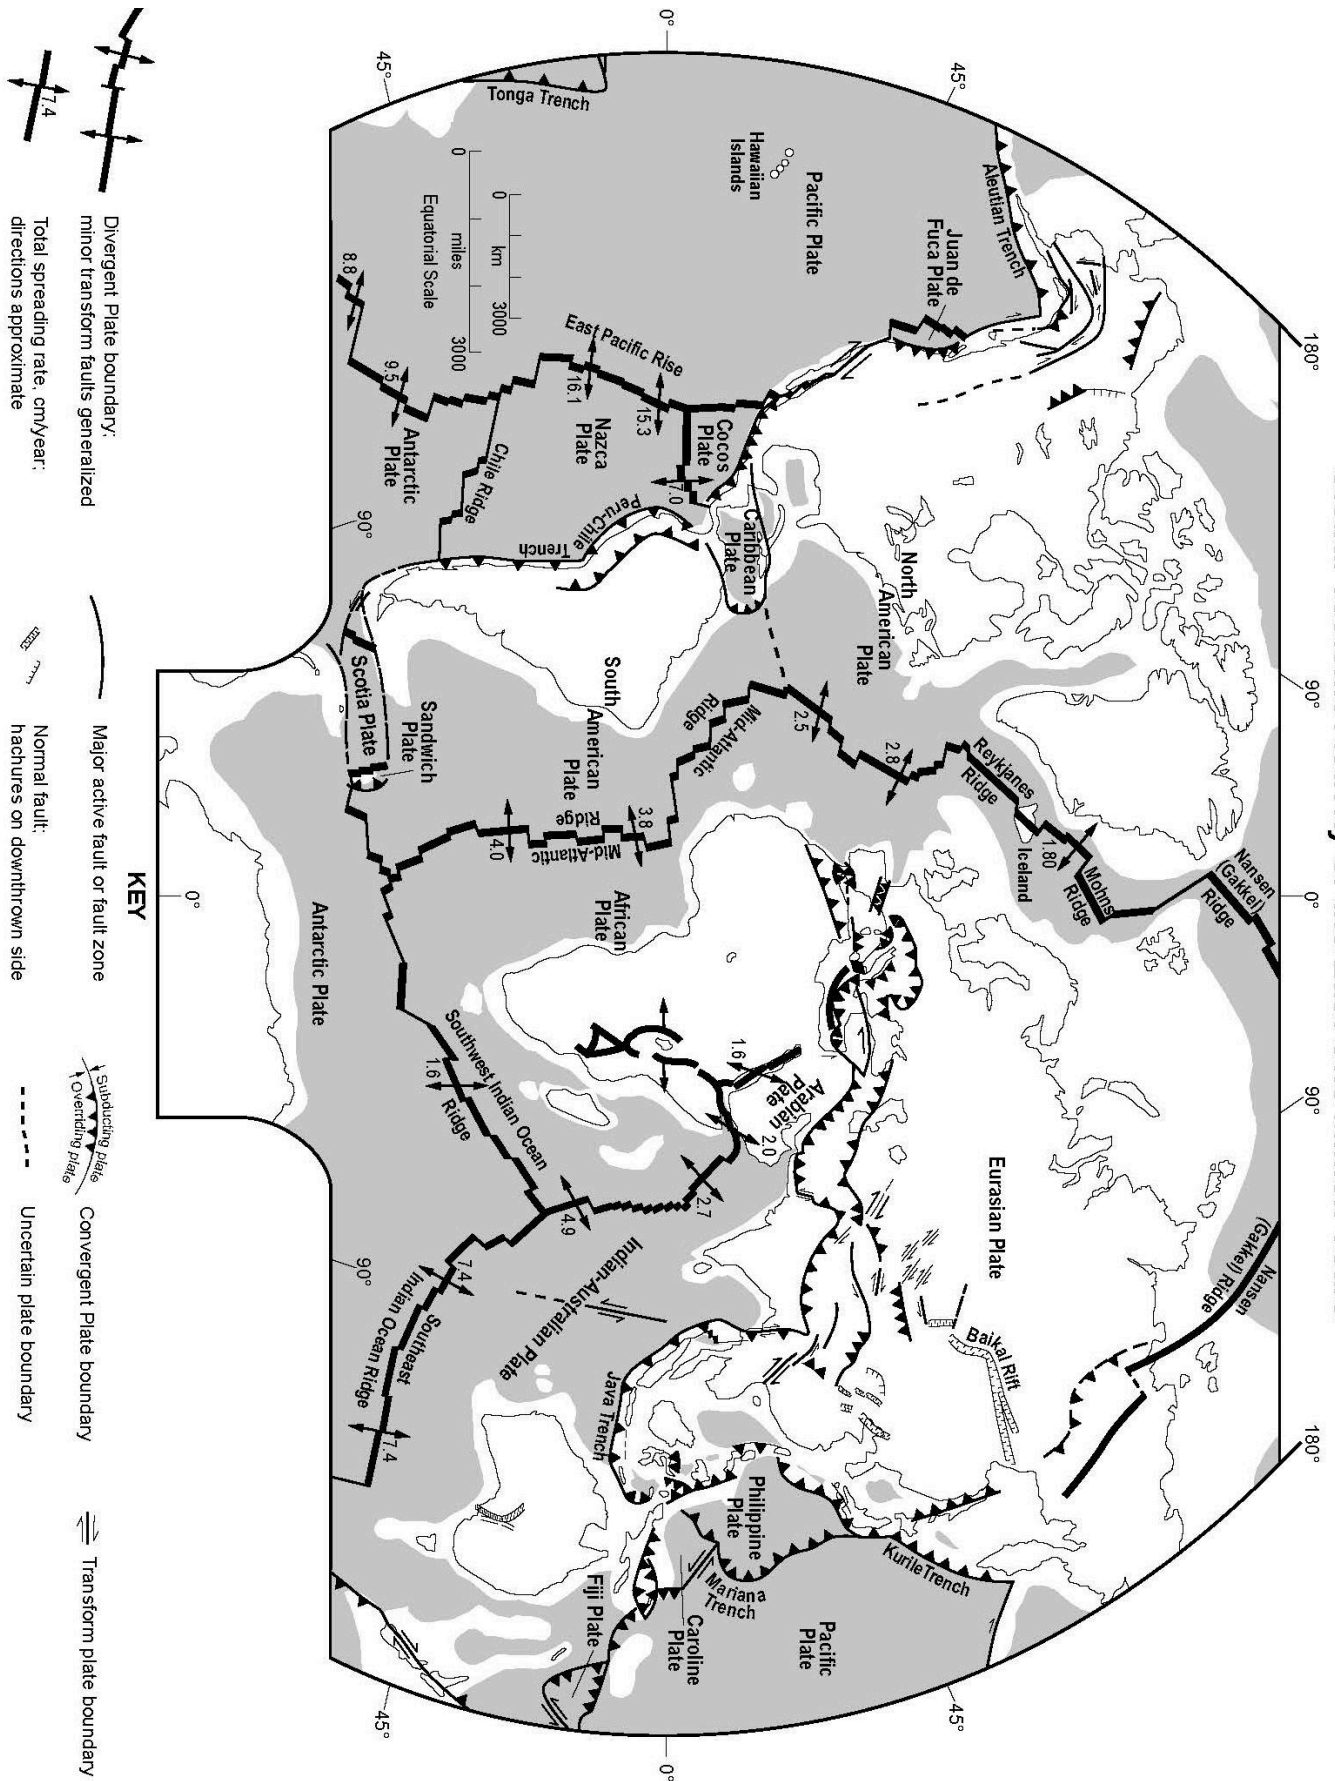 180°
90°
0°
90°
180°
45°
45°
0°
0°
45°
45°
90°
0°
90°
Nansen
(Gakkel)
Ridge
Nansen
(Gakkel) Ridge
Mohns
Ridge
1.80
Iceland
Reykjanes
Ridge
Aleutian Trench
Juan de
Fuca Plate
North
American
Plate
Eurasian Plate
Baikal Rift
Kurile Trench
Pacific Plate
Hawaiian
Islands
2.8
2.5
Mid-Atlantic
Ridge
Caribbean
Plate
Cocos
Plate
7.0
Arabian
Plate
1.6
2.0
2.7
Philippine
Plate
Mariana
Trench
Pacific
Plate
Caroline
Plate
Fiji Plate
Java Trench
East Pacific Rise
15.3
16.1
Nazca
Plate
Peru-Chile
Trench
South
American
Plate
3.8
Mid-Atlantic
Ridge
4.0
African
Plate
4.9
Indian-Australian Plate
Tonga Trench
0 km 3000
0 miles 3000
Equatorial Scale
Chile Ridge
Southwest Indian Ocean
Ridge
1.6
7.4
Southeast
Indian Ocean Ridge
7.4
8.8
9.5
Antarctic
Plate
Sandwich
Plate
Scotia Plate
Antarctic Plate
KEY
Divergent Plate boundary;
minor transform faults generalized
7.4
Total spreading rate, cm/year;
directions approximate
Major active fault or fault zone
Normal fault;
hachures on downthrown side
Subducting plate
Overriding plate
Convergent Plate boundary
Uncertain plate boundary
Transform plate boundary